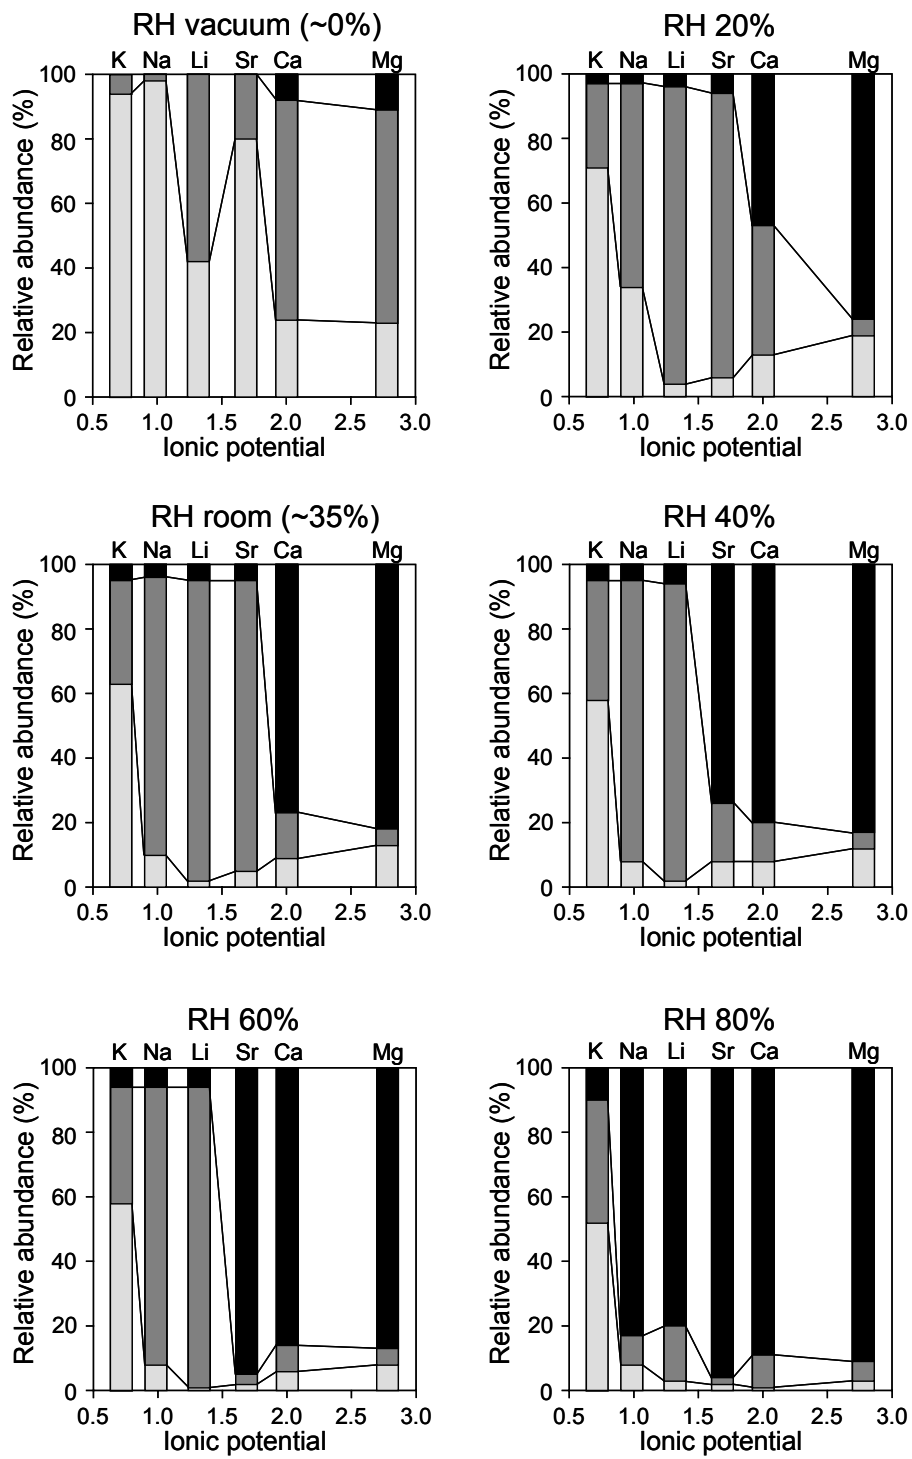 RH vacuum (~0%)
K Na Li Sr Ca Mg
Relative abundance (%)
100
80
60
40
20
0
0.5 1.0 1.5 2.0 2.5 3.0
Ionic potential
RH 20%
K Na Li Sr Ca Mg
Relative abundance (%)
100
80
60
40
20
0
0.5 1.0 1.5 2.0 2.5 3.0
Ionic potential
RH room (~35%)
K Na Li Sr Ca Mg
Relative abundance (%)
100
80
60
40
20
0
0.5 1.0 1.5 2.0 2.5 3.0
Ionic potential
RH 40%
K Na Li Sr Ca Mg
Relative abundance (%)
100
80
60
40
20
0
0.5 1.0 1.5 2.0 2.5 3.0
Ionic potential
RH 60%
K Na Li Sr Ca Mg
Relative abundance (%)
100
80
60
40
20
0
0.5 1.0 1.5 2.0 2.5 3.0
Ionic potential
RH 80%
K Na Li Sr Ca Mg
Relative abundance (%)
100
80
60
40
20
0
0.5 1.0 1.5 2.0 2.5 3.0
Ionic potential